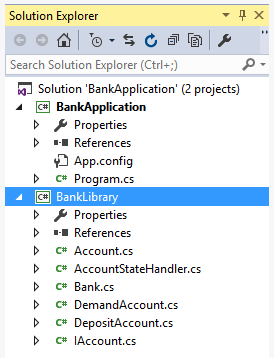 Solution Explorer
Search Solution Explorer (Ctrl+;)
Solution 'BankApplication' (2 projects)
C# BankApplication
Properties
References
App.config
C# Program.cs
C# BankLibrary
Properties
References
C# Account.cs
C# AccountStateHandler.cs
C# Bank.cs
C# DemandAccount.cs
C# DepositAccount.cs
C# IAccount.cs